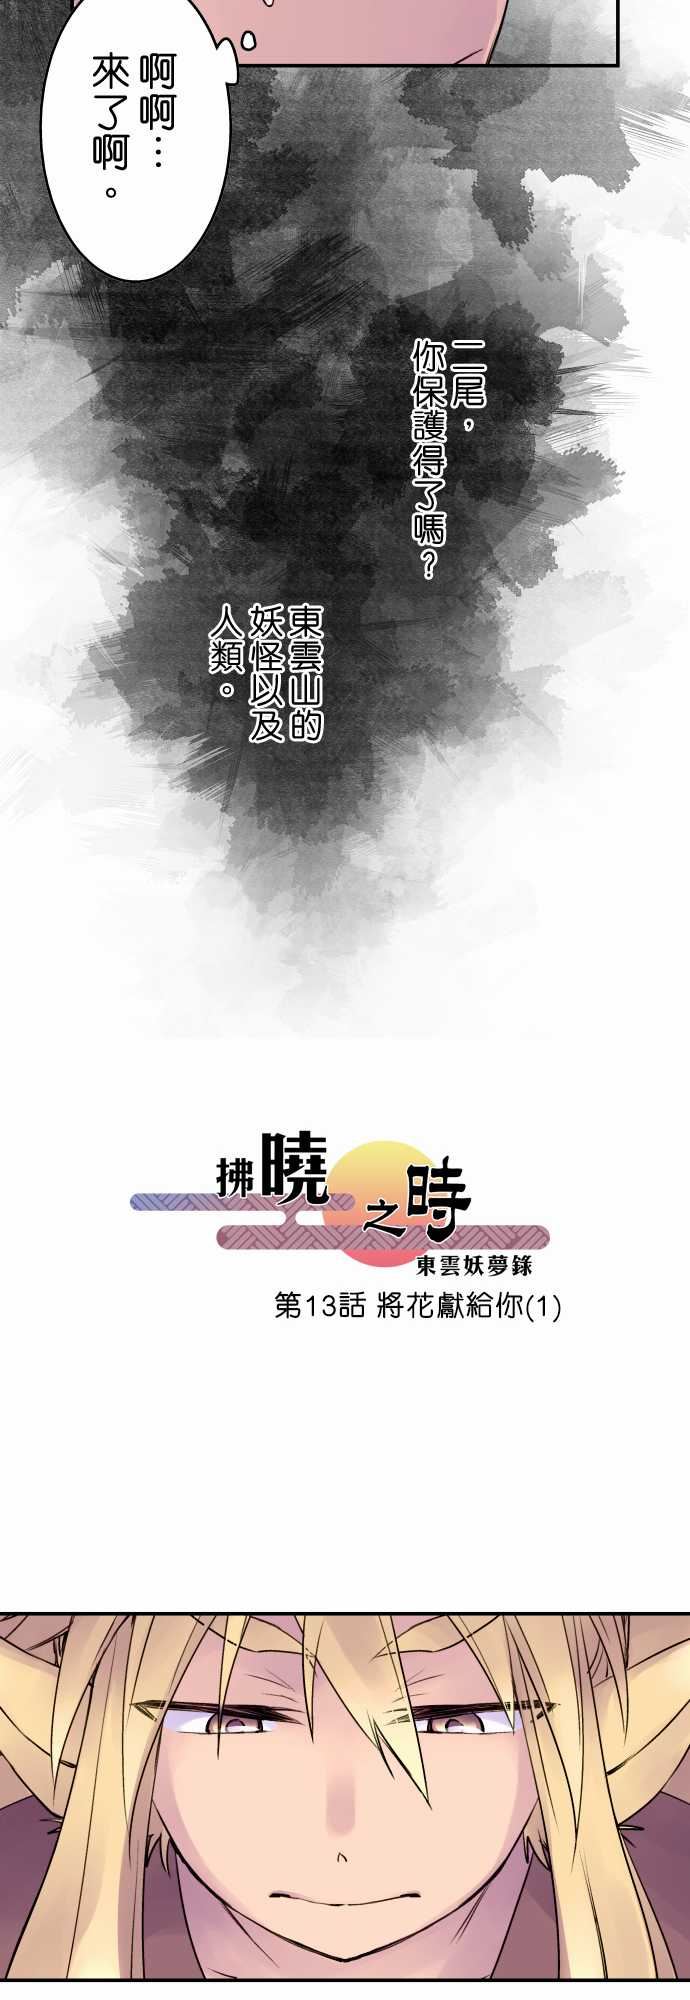 啊啊…
來了啊。
二尾，
你保護得了嗎？
東雲山的
妖怪以及
人類。
拂曉之時
東雲妖夢錄
第13話 將花獻給你(1)